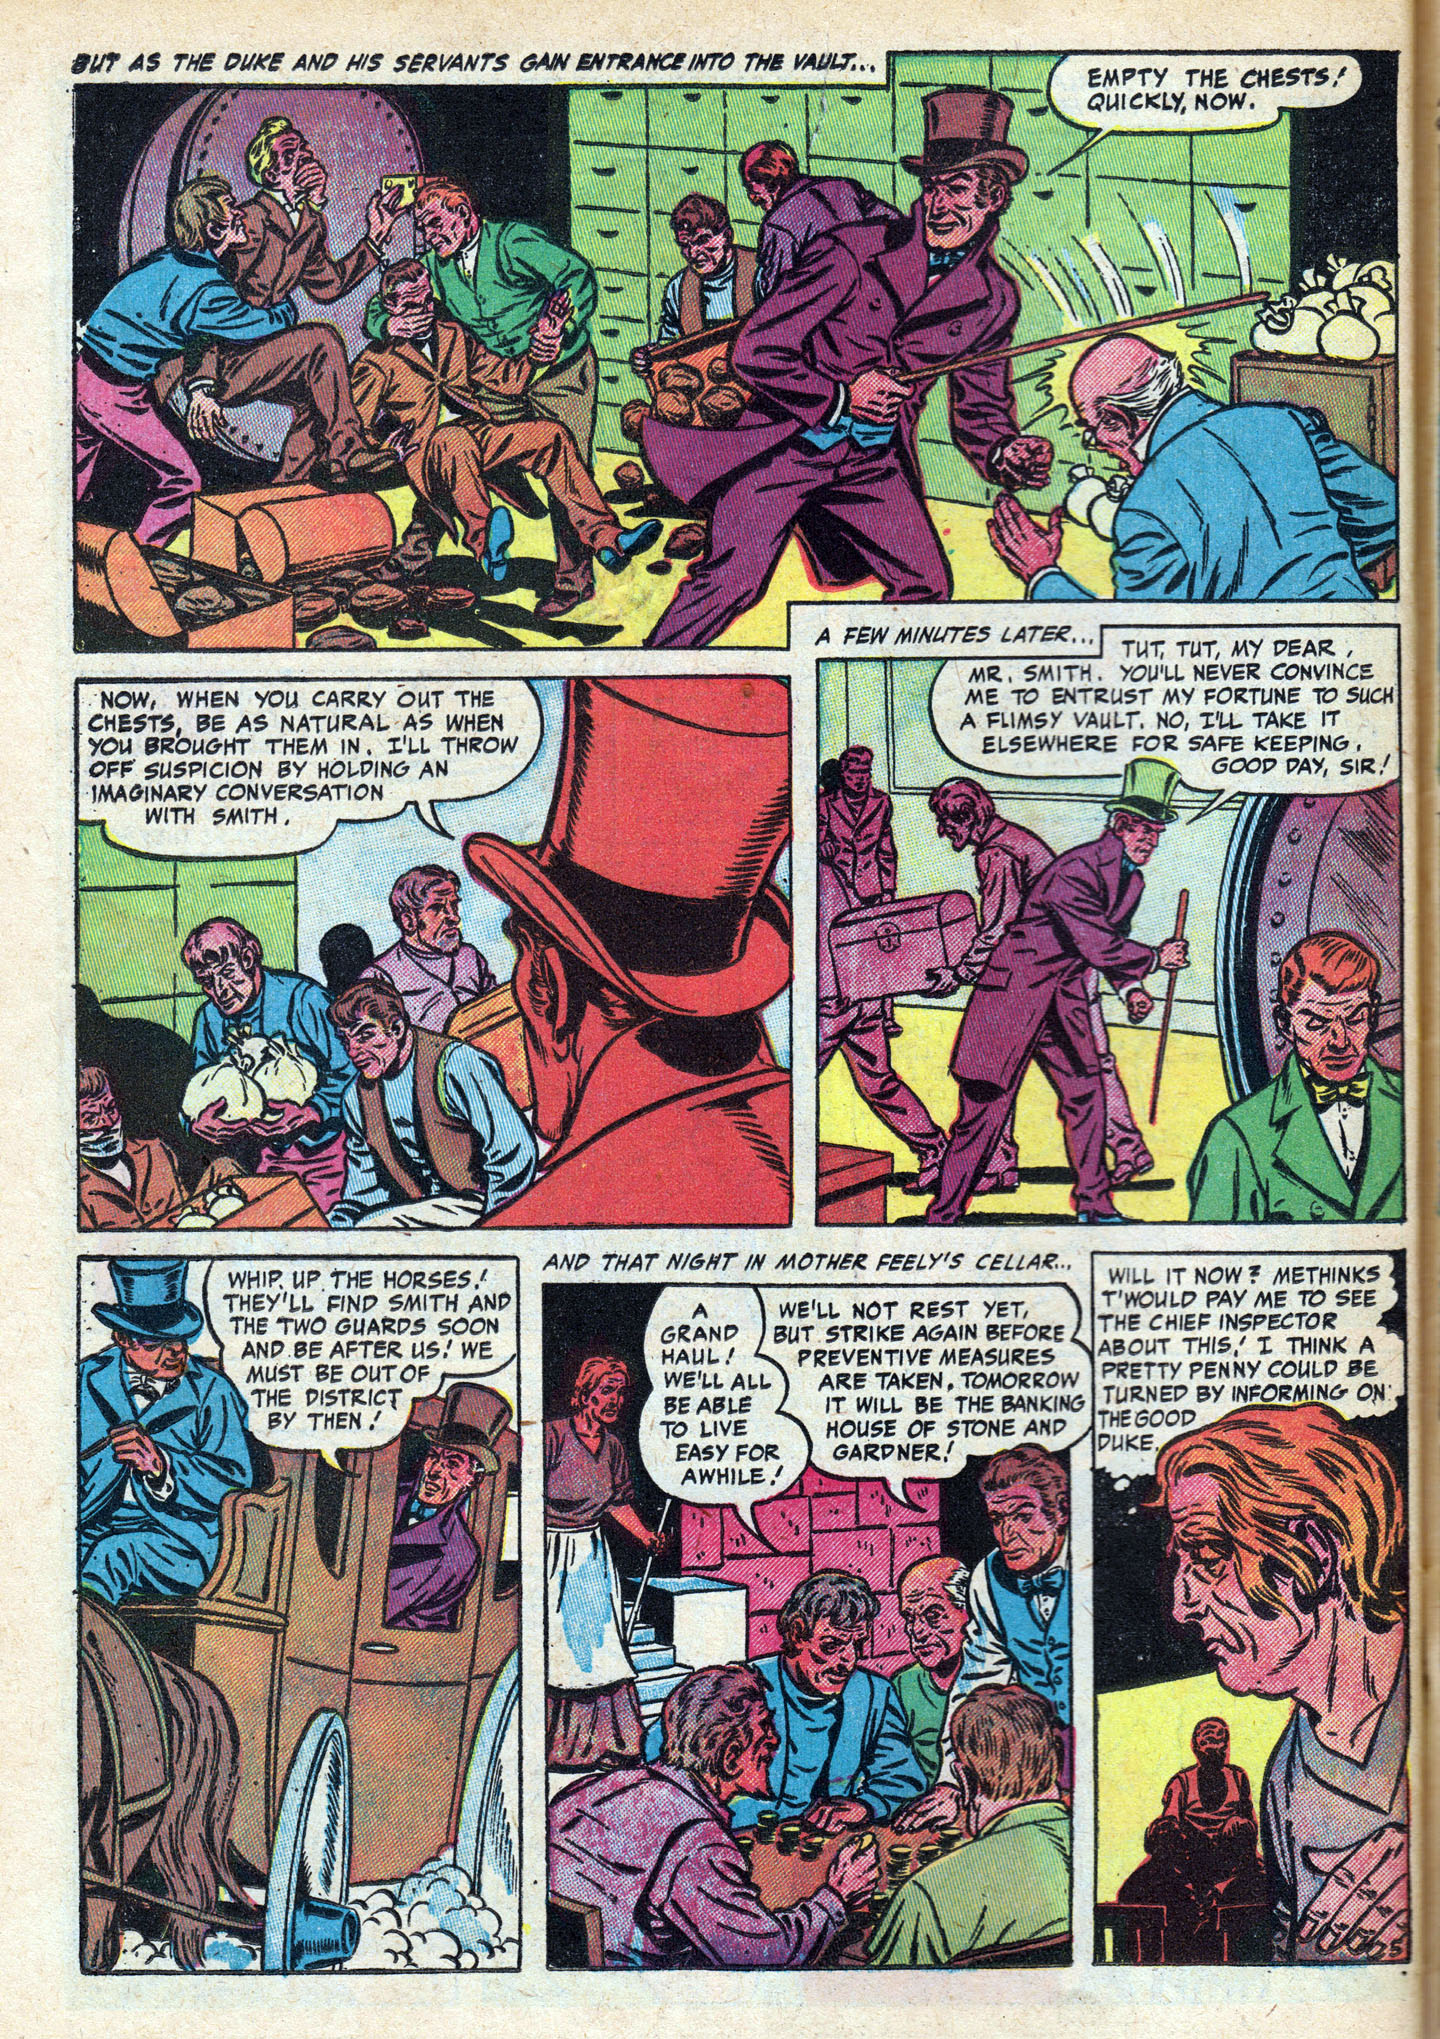 BUT AS THE DUKE AND HIS SERVANTS GAIN ENTRANCE INTO THE VAULT...
EMPTY THE CHESTS!
QUICKLY, NOW.
NOW, WHEN YOU CARRY OUT THE
CHESTS, BE AS NATURAL AS WHEN
YOU BROUGHT THEM IN. I'LL THROW
OFF SUSPICION BY HOLDING AN
IMAGINARY CONVERSATION
WITH SMITH.
A FEW MINUTES LATER...
TUT, TUT, MY DEAR
MR. SMITH. YOU'LL NEVER CONVINCE
ME TO ENTRUST MY FORTUNE TO SUCH
A FLIMSY VAULT. NO, I'LL TAKE IT
ELSEWHERE FOR SAFE KEEPING.
GOOD DAY, SIR!
WHIP UP THE HORSES!
THEY'LL FIND SMITH AND
THE TWO GUARDS SOON
AND BE AFTER US! WE
MUST BE OUT OF
THE DISTRICT
BY THEN!
AND THAT NIGHT IN MOTHER FEELY'S CELLAR...
A
GRAND
HAUL!
WE'LL ALL
BE ABLE
TO LIVE
EASY FOR
AWHILE!
WE'LL NOT REST YET,
BUT STRIKE AGAIN BEFORE
PREVENTIVE MEASURES
ARE TAKEN. TOMORROW
IT WILL BE THE BANKING
HOUSE OF STONE AND
GARDNER!
WILL IT NOW? METHINKS
T'WOULD PAY ME TO SEE
THE CHIEF INSPECTOR
ABOUT THIS! I THINK A
PRETTY PENNY COULD BE
TURNED BY INFORMING ON
THE GOOD
DUKE.
5